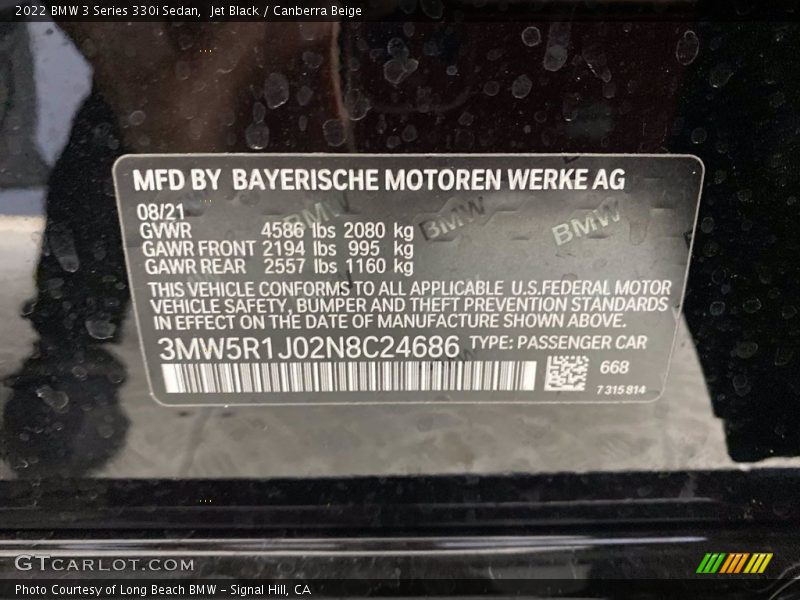 2022 BMW 3 Series 330i Sedan, Jet Black / Canberra Beige
MFD BY BAYERISCHE MOTOREN WERKE AG
08/21
GVWR 4586 lbs 2080 kg
GAWR FRONT 2194 lbs 995 kg
GAWR REAR 2557 lbs 1160 kg
BMW BMW BMW
THIS VEHICLE CONFORMS TO ALL APPLICABLE U.S.FEDERAL MOTOR
VEHICLE SAFETY, BUMPER AND THEFT PREVENTION STANDARDS
IN EFFECT ON THE DATE OF MANUFACTURE SHOWN ABOVE.
3MW5R1J02N8C24686 TYPE: PASSENGER CAR
668
7 315 814
GTCARLOT.COM
Photo Courtesy of Long Beach BMW - Signal Hill, CA